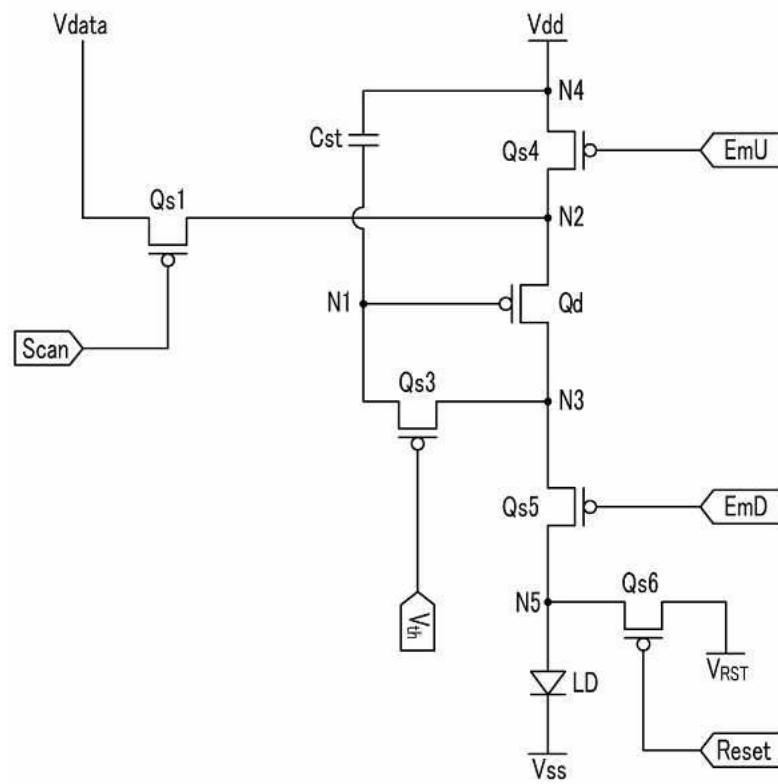 Vdata
Vdd
N4
Cst
Qs4
EmU
Qs1
N2
N1
Qd
Scan
Qs3
N3
Qs5
EmD
Qs6
N5
Vth
LD
VRST
Vss
Reset